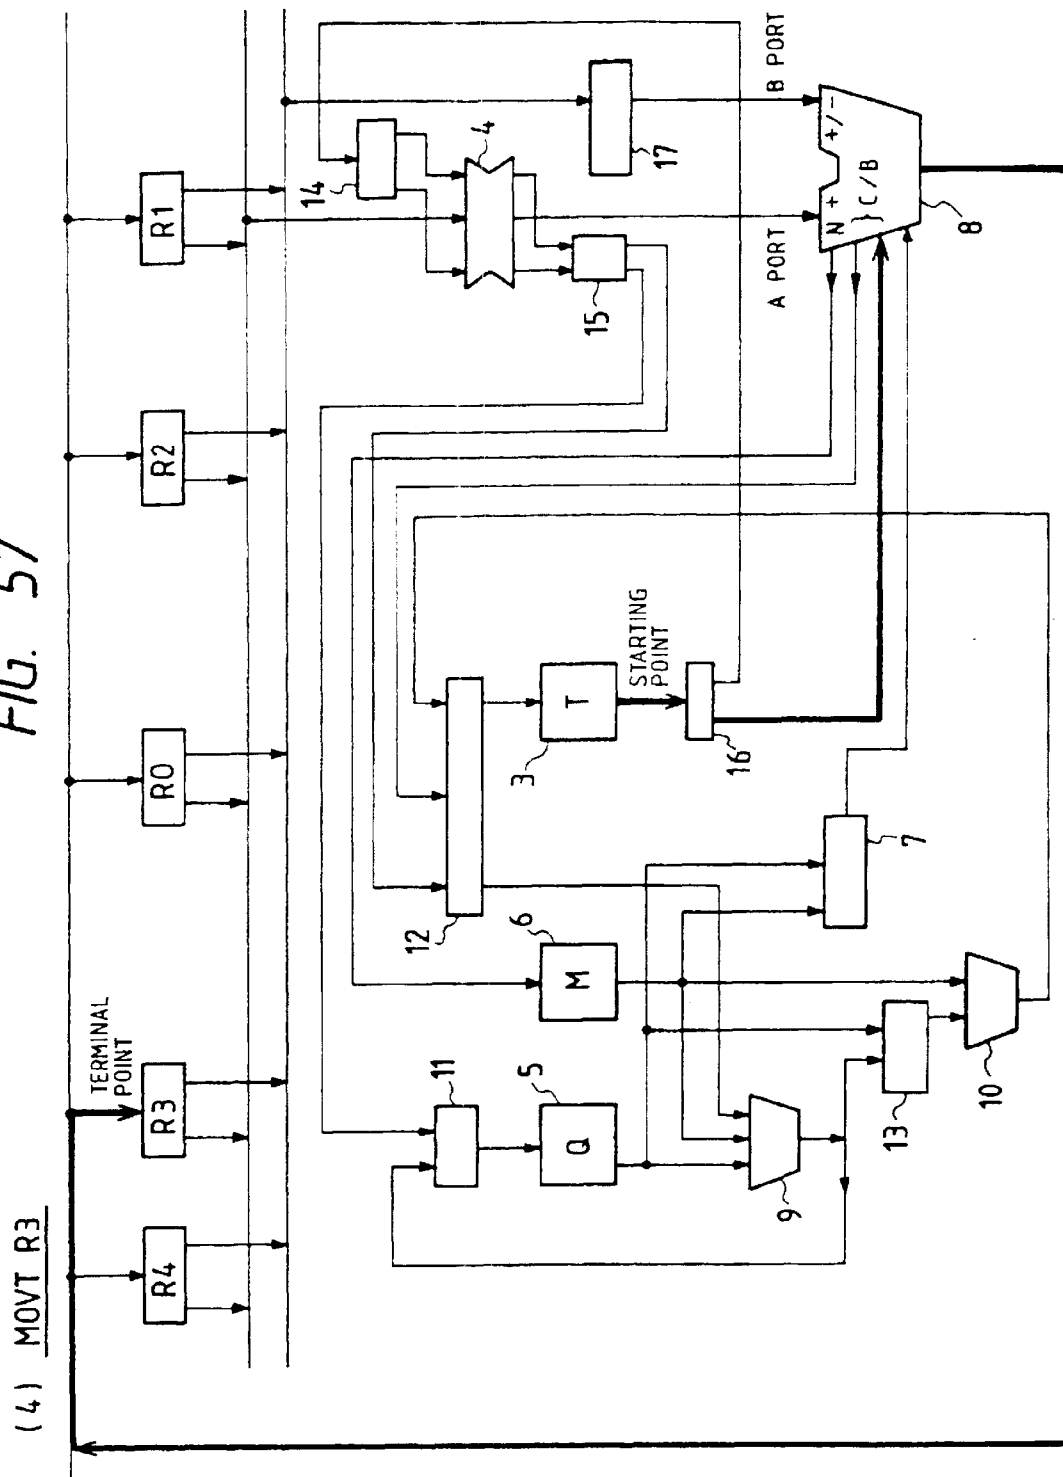 FIG. 57
(4) MOVT R3
TERMINAL
POINT
R4
R3
R0
R2
R1
14
12
11
4
6
3
5
Q
M
T
15
STARTING
POINT
17
16
A PORT
B PORT
9
N + +/-
}C/B
13
7
8
10